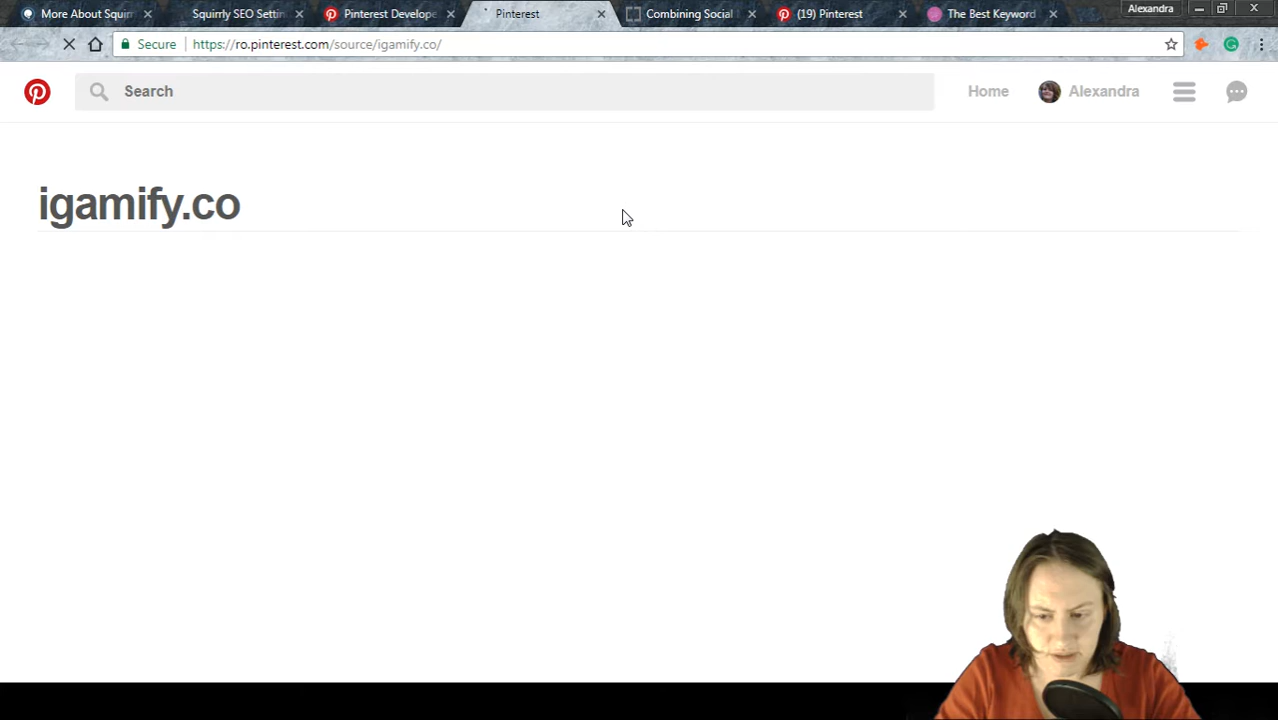 More About Squir
Squirrly SEO Settin
Pinterest Develope
Pinterest
Combining Social
(19) Pinterest
The Best Keyword
Alexandra
Secure
https://ro.pinterest.com/source/igamify.co/
Search
Home
Alexandra
igamify.co